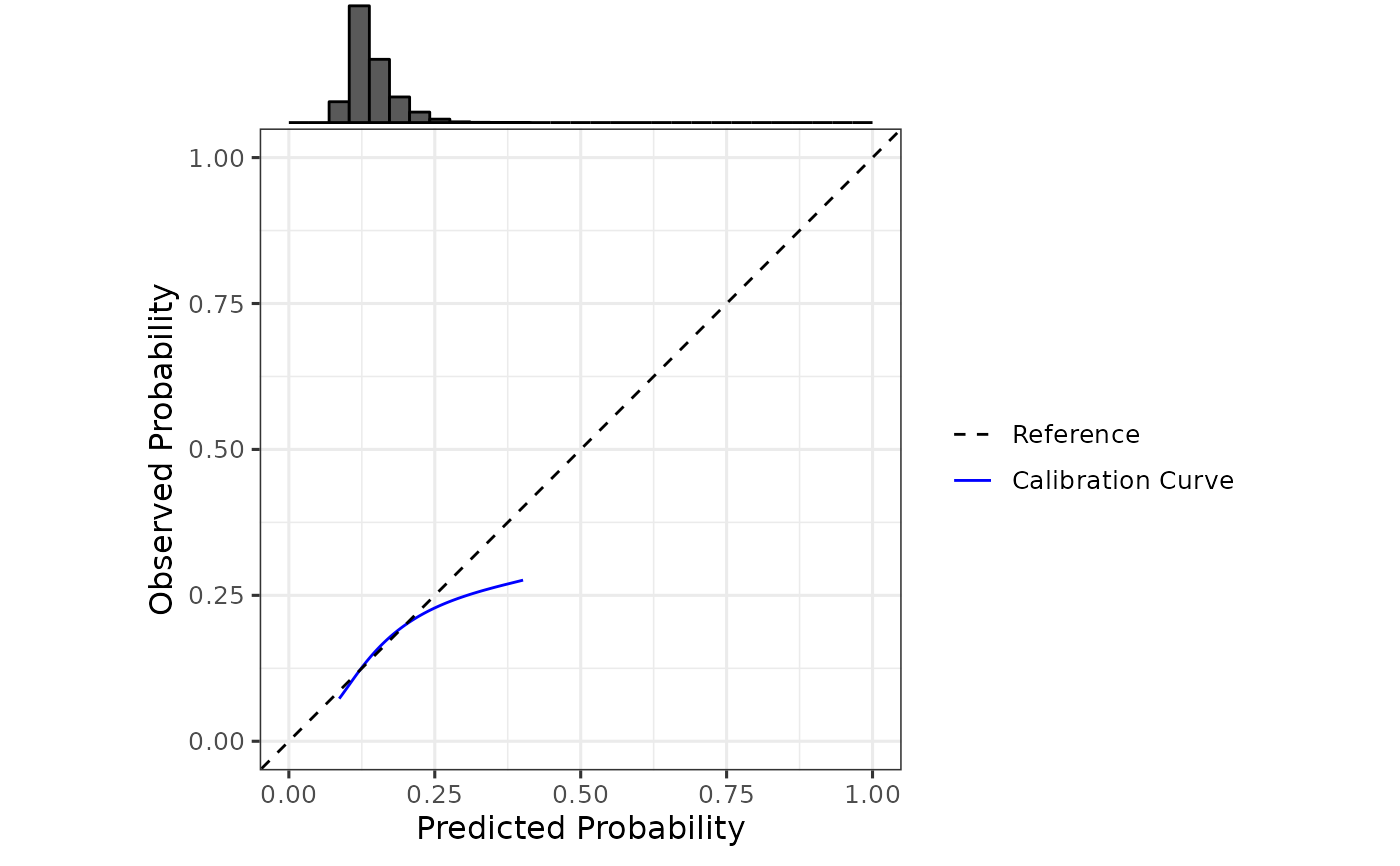 1.00
0.75
0.50
0.25
0.00
Observed Probability
0.00 0.25 0.50 0.75 1.00
Predicted Probability
Reference
Calibration Curve